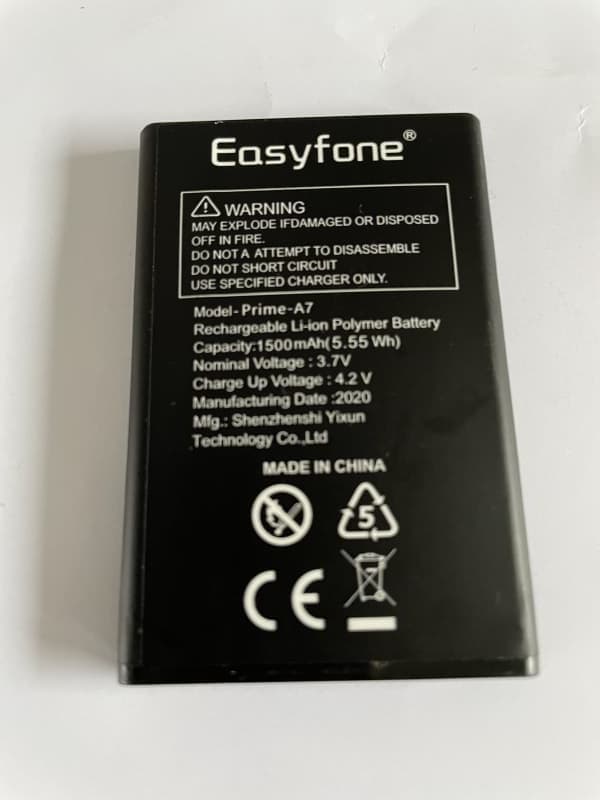 Easyfone®
WARNING
MAY EXPLODE IFDAMAGED OR DISPOSED
OFF IN FIRE.
DO NOT A ATTEMPT TO DISASSEMBLE
DO NOT SHORT CIRCUIT
USE SPECIFIED CHARGER ONLY.
Model-Prime-A7
Rechargeable Li-ion Polymer Battery
Capacity:1500mAh(5.55 Wh)
Nominal Voltage : 3.7V
Charge Up Voltage : 4.2 V
Manufacturing Date :2020
Mfg.: Shenzhenshi Yixun
Technology Co.,Ltd
MADE IN CHINA
5
CE